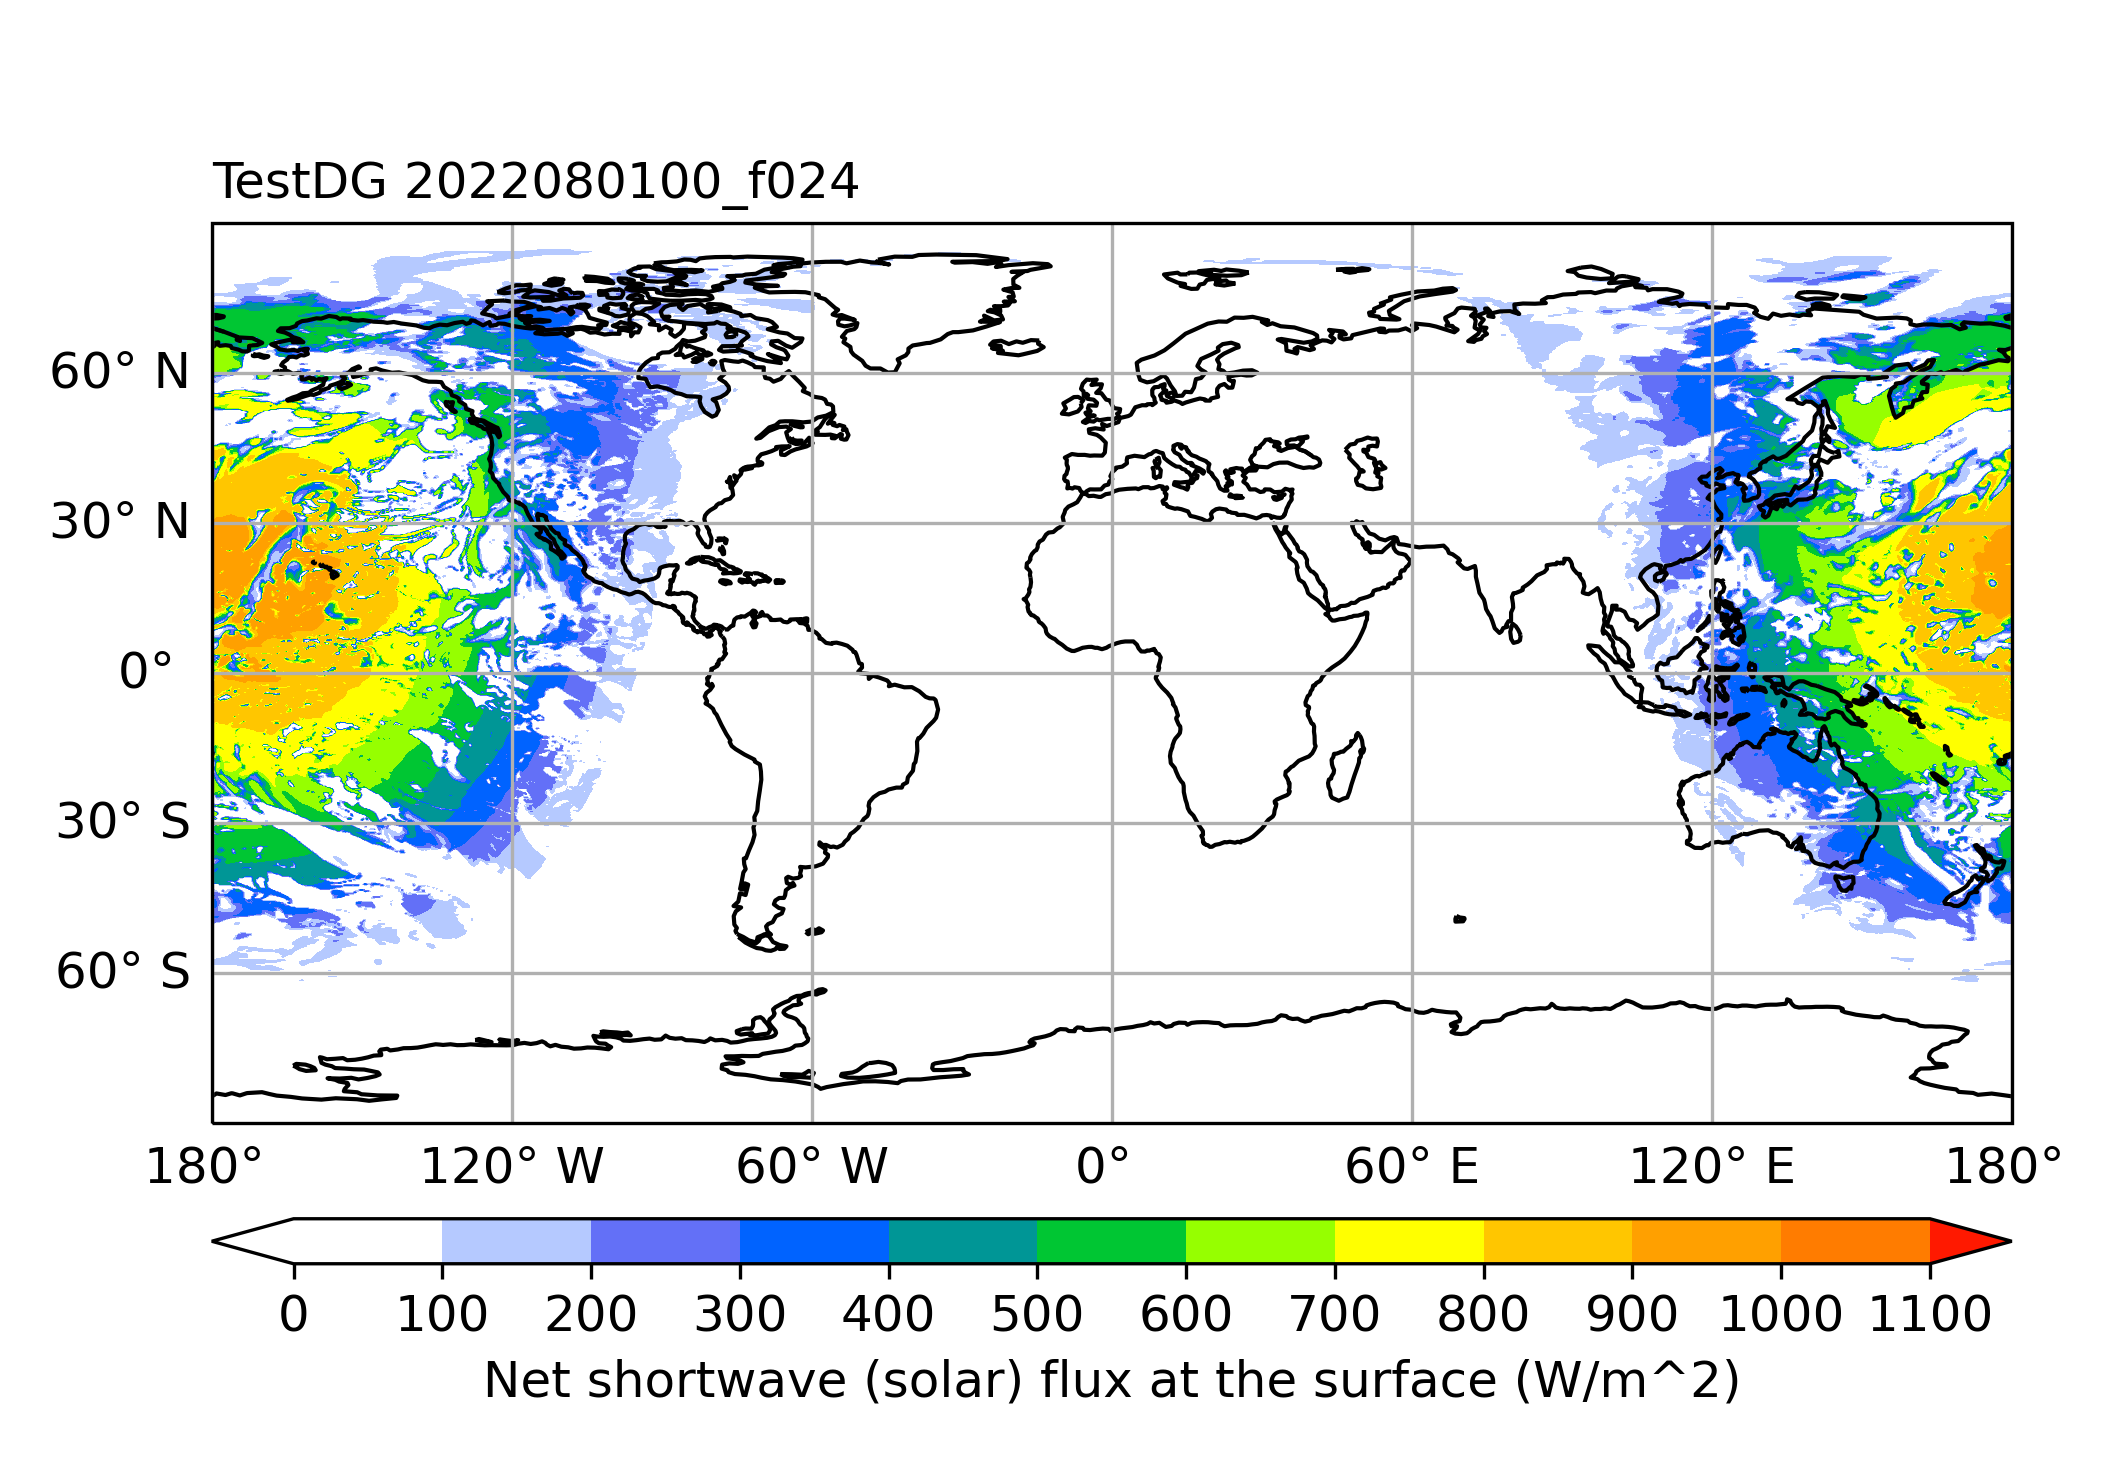 TestDG 2022080100_f024
60° N
30° N
0°
30° S
60° S
180° 120° W 60° W 0° 60° E 120° E 180°
0 100 200 300 400 500 600 700 800 900 1000 1100
Net shortwave (solar) flux at the surface (W/m^2)